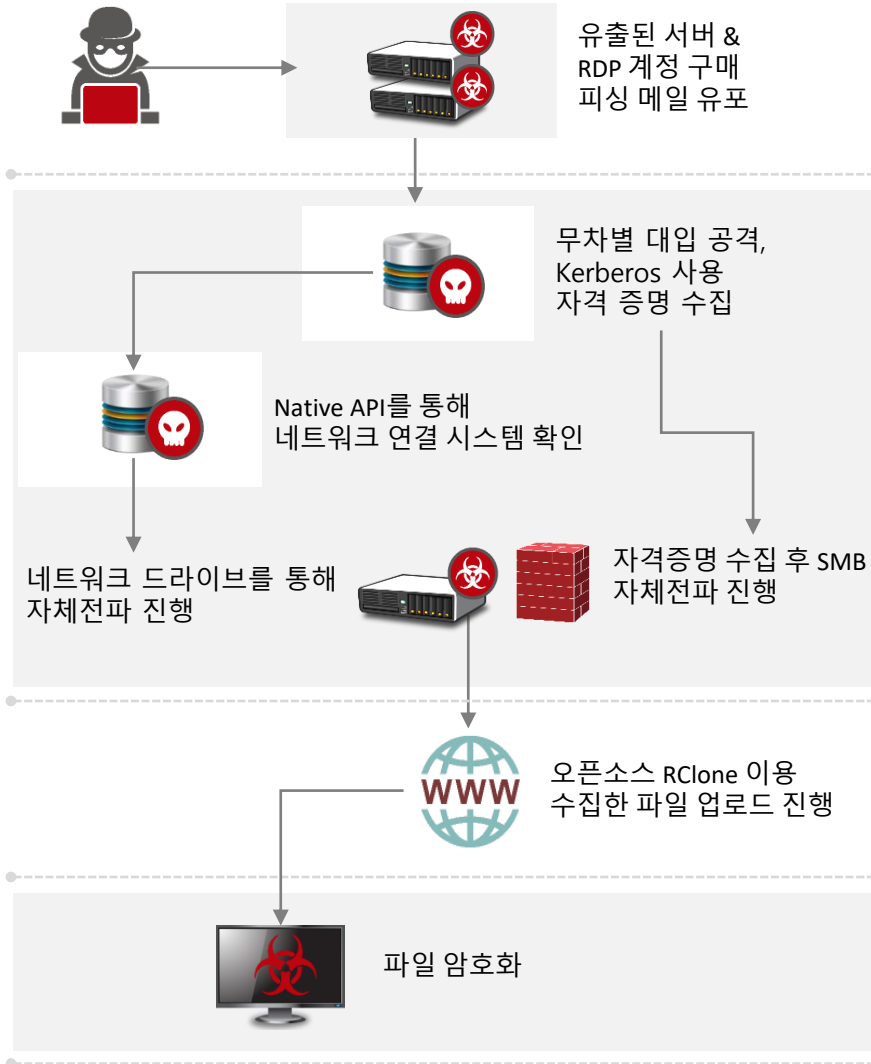 유출된 서버 &
RDP 계정 구매
피싱 메일 유포
무차별 대입 공격,
Kerberos 사용
자격 증명 수집
Native API를 통해
네트워크 연결 시스템 확인
네트워크 드라이브를 통해
자체전파 진행
자격증명 수집 후 SMB
자체전파 진행
WWW
오픈소스 RClone 이용
수집한 파일 업로드 진행
파일 암호화